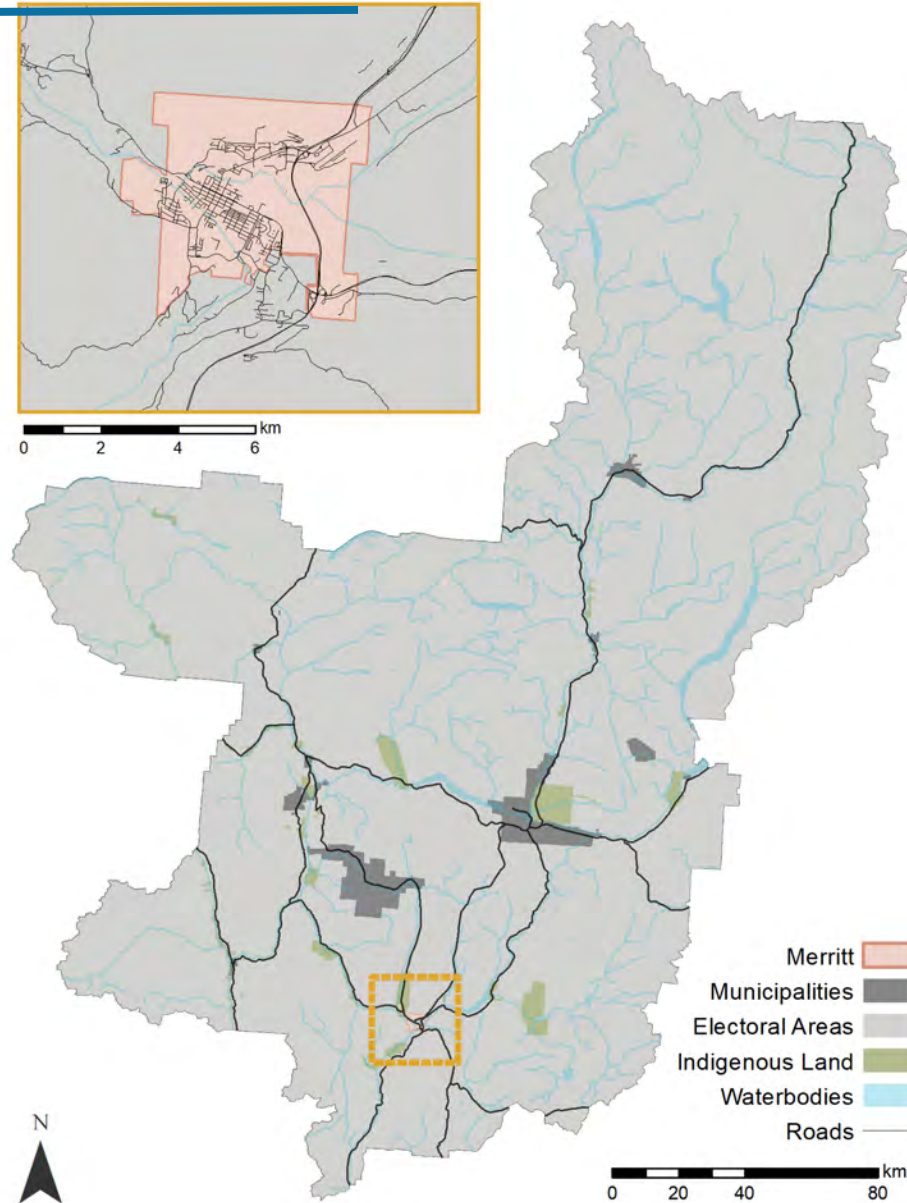 km
0 2 4 6
Merritt
Municipalities
Electoral Areas
Indigenous Land
Waterbodies
Roads
N
km
0 20 40 80